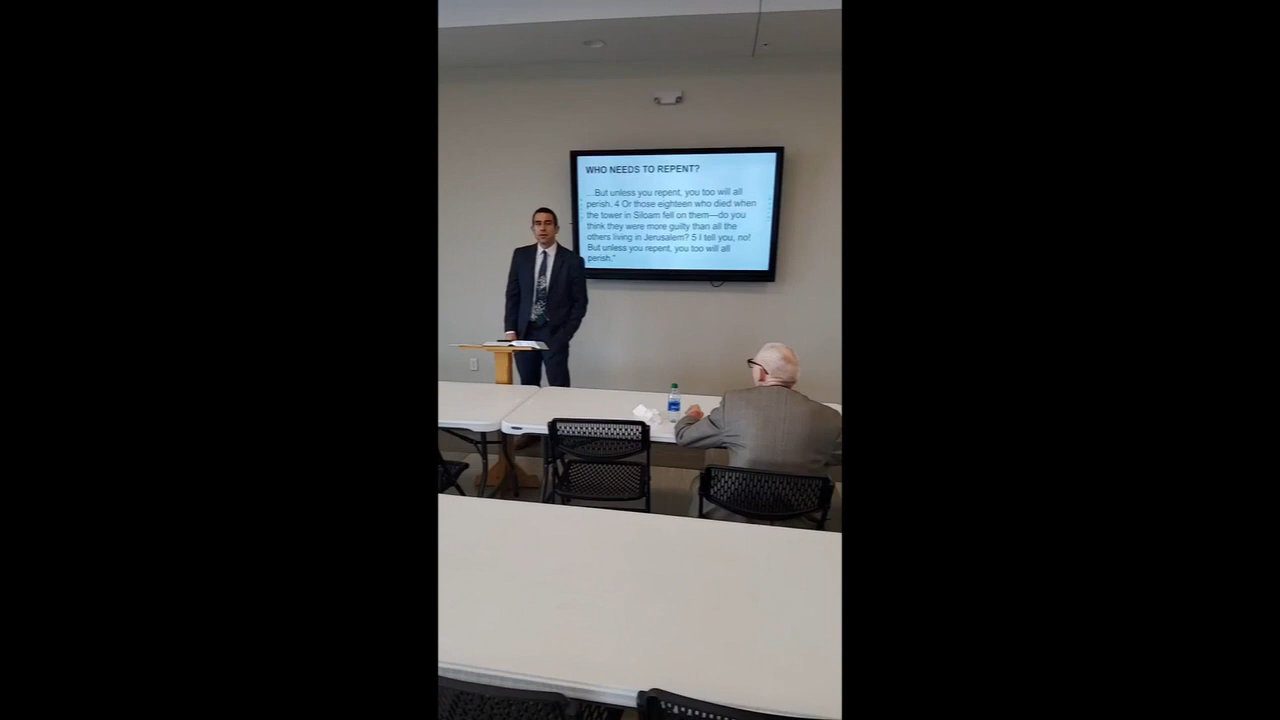 WHO NEEDS TO REPENT?
...But unless you repent, you too will all
perish. 4 Or those eighteen who died when
the tower in Siloam fell on them—do you
think they were more guilty than all the
others living in Jerusalem? 5 I tell you, no!
But unless you repent, you too will all
perish."